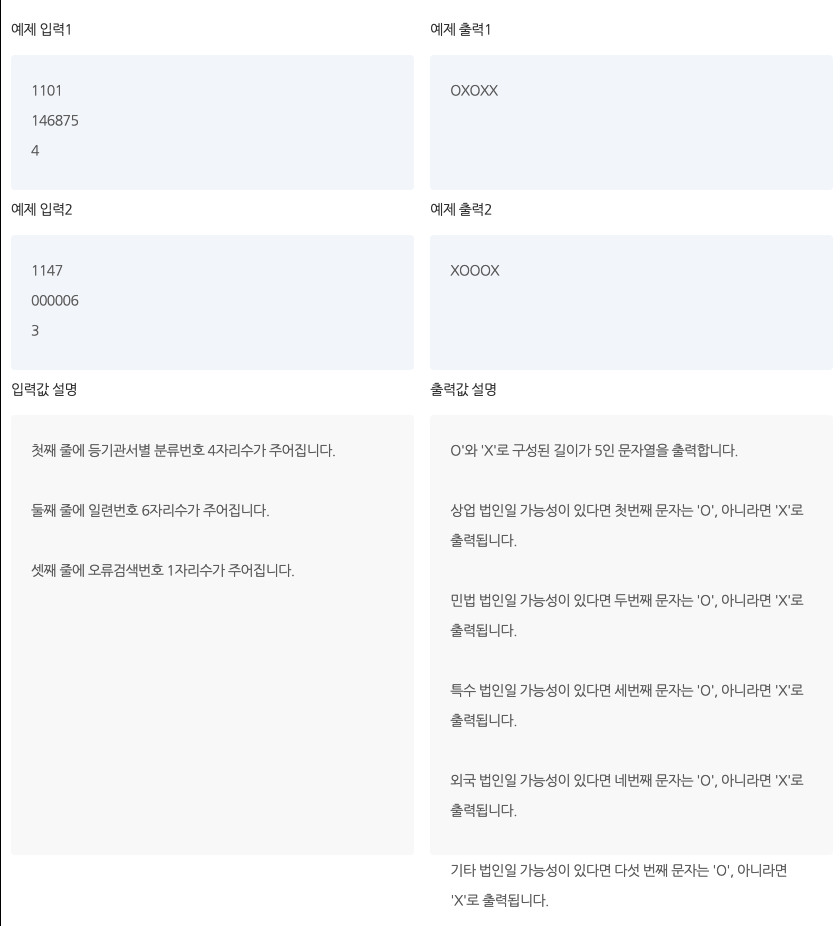 예제 입력1
1101
146875
4
예제 출력1
OXOXX
예제 입력2
1147
000006
3
예제 출력2
XOOOX
입력값 설명
첫째 줄에 등기관서별 분류번호 4자리수가 주어집니다.
둘째 줄에 일련번호 6자리수가 주어집니다.
셋째 줄에 오류검색번호 1자리수가 주어집니다.
출력값 설명
O'와 'X'로 구성된 길이가 5인 문자열을 출력합니다.
상업 법인일 가능성이 있다면 첫번째 문자는 'O', 아니라면 'X'로
출력됩니다.
민법 법인일 가능성이 있다면 두번째 문자는 'O', 아니라면 'X'로
출력됩니다.
특수 법인일 가능성이 있다면 세번째 문자는 'O', 아니라면 'X'로
출력됩니다.
외국 법인일 가능성이 있다면 네번째 문자는 'O', 아니라면 'X'로
출력됩니다.
기타 법인일 가능성이 있다면 다섯 번째 문자는 'O', 아니라면
'X'로 출력됩니다.